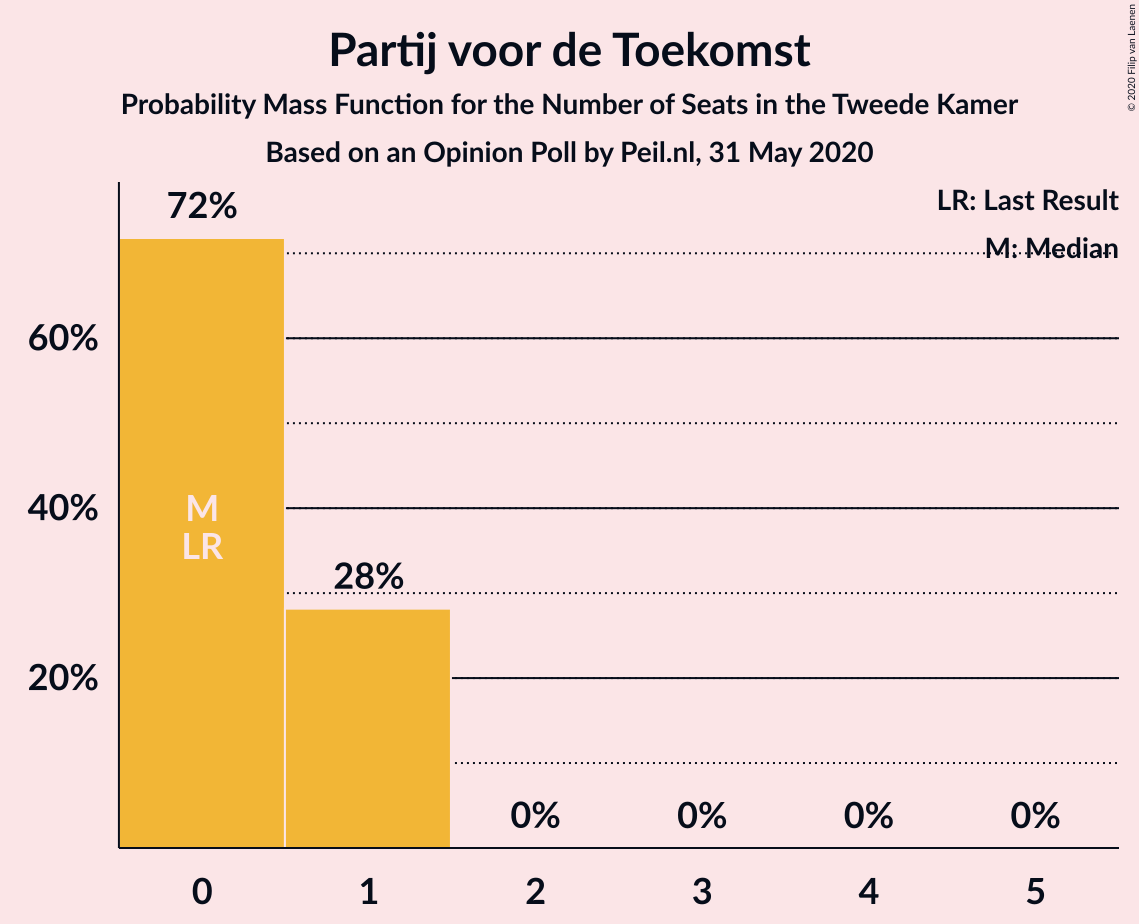 Partij voor de Toekomst
Probability Mass Function for the Number of Seats in the Tweede Kamer
Based on an Opinion Poll by Peil.nl, 31 May 2020
© 2020 Filip van Laenen
LR: Last Result
M: Median
72%
60%
40%
20%
M
LR
28%
0% 0% 0% 0%
0 1 2 3 4 5